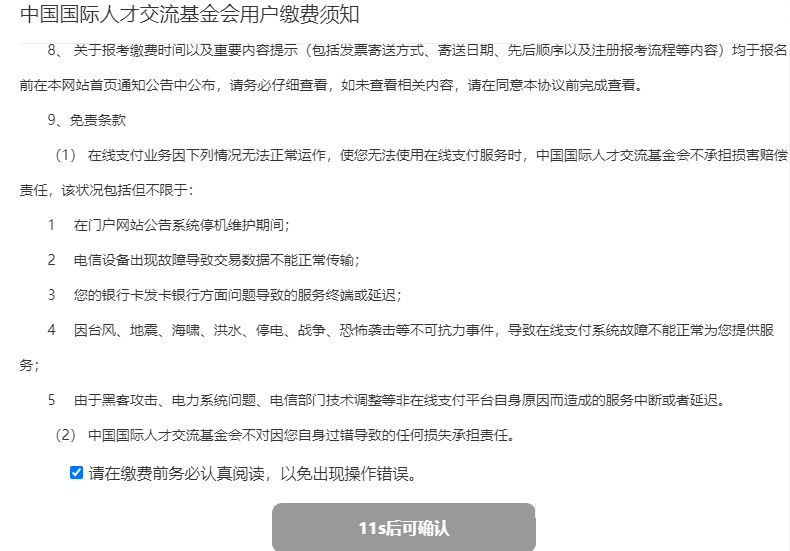 中国国际人才交流基金会用户缴费须知
8、 关于报考缴费时间以及重要内容提示（包括发票寄送方式、寄送日期、先后顺序以及注册报考流程等内容）均于报名
前在本网站首页通知公告中公布，请务必仔细查看，如未查看相关内容，请在同意本协议前完成查看。
9、免责条款
（1） 在线支付业务因下列情况无法正常运作，使您无法使用在线支付服务时，中国国际人才交流基金会不承担损害赔偿
责任，该状况包括但不限于：
1 在门户网站公告系统停机维护期间；
2 电信设备出现故障导致交易数据不能正常传输；
3 您的银行卡发卡银行方面问题导致的服务终端或延迟；
4 因台风、地震、海啸、洪水、停电、战争、恐怖袭击等不可抗力事件，导致在线支付系统故障不能正常为您提供服
务；
5 由于黑客攻击、电力系统问题、电信部门技术调整等非在线支付平台自身原因而造成的服务中断或者延迟。
（2） 中国国际人才交流基金会不对因您自身过错导致的任何损失承担责任。
请在缴费前务必认真阅读，以免出现操作错误。
11s后可确认